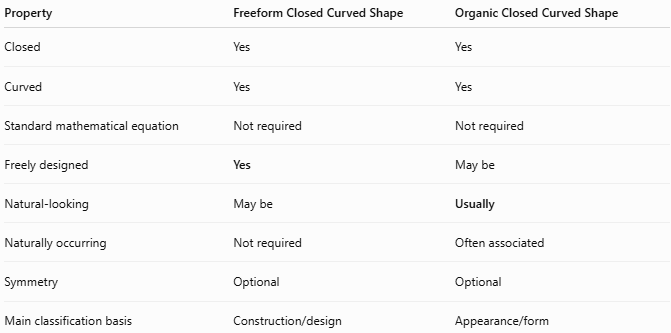 Property Freeform Closed Curved Shape Organic Closed Curved Shape
Closed Yes Yes
Curved Yes Yes
Standard mathematical equation Not required Not required
Freely designed Yes May be
Natural-looking May be Usually
Naturally occurring Not required Often associated
Symmetry Optional Optional
Main classification basis Construction/design Appearance/form